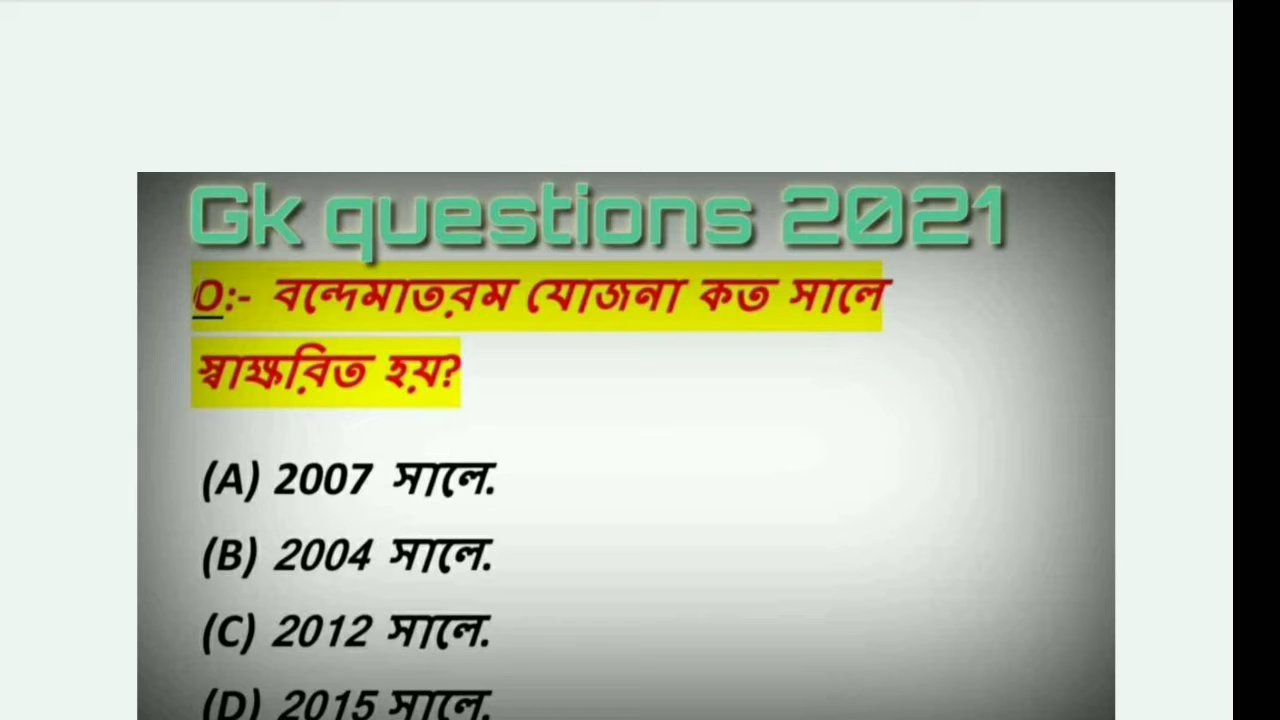 Gk questions 2021
Q:- বন্দেমাতরম যোজনা কত সালে
স্বাক্ষরিত হয়?
(A) 2007 সালে.
(B) 2004 সালে.
(C) 2012 সালে.
(D) 2015 সালে.